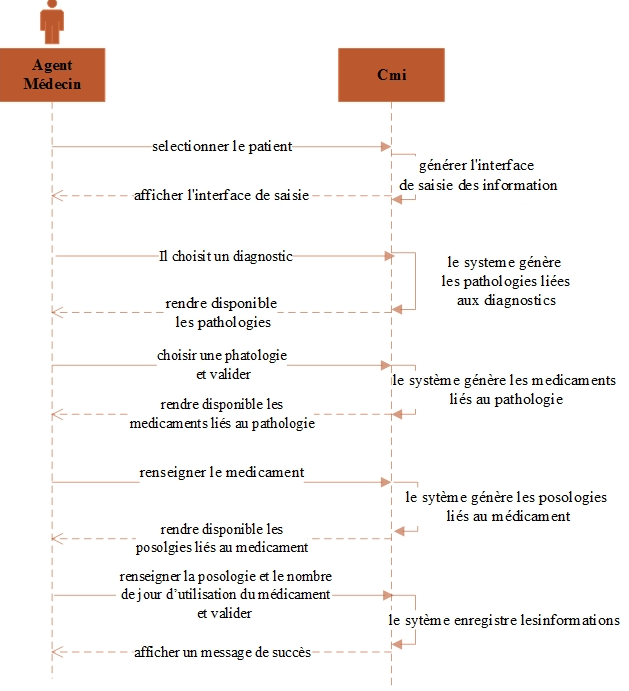 Agent
Médecin
Cmi
selectionner le patient
générer l'interface
de saisie des information
afficher l'interface de saisie
Il choisit un diagnostic
le systeme génère
les pathologies liées
aux diagnostics
rendre disponible
les pathologies
choisir une phatologie
et valider
le système génère les medicaments
liés au pathologie
rendre disponible les
medicaments liés au pathologie
renseigner le medicament
le sytème génère les posologies
liés au médicament
rendre disponible les
posolgies liés au medicament
renseigner la posologie et le nombre
de jour d'utilisation du médicament
et valider
le sytème enregistre lesinformations
afficher un message de succès